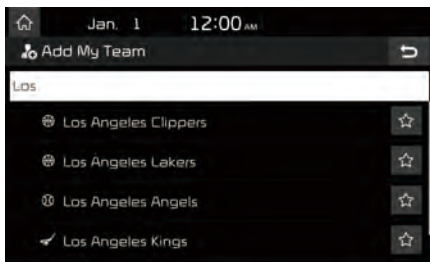 Jan. 1 12:00 AM
Add My Team
Los
Los Angeles Clippers
Los Angeles Lakers
Los Angeles Angels
Los Angeles Kings